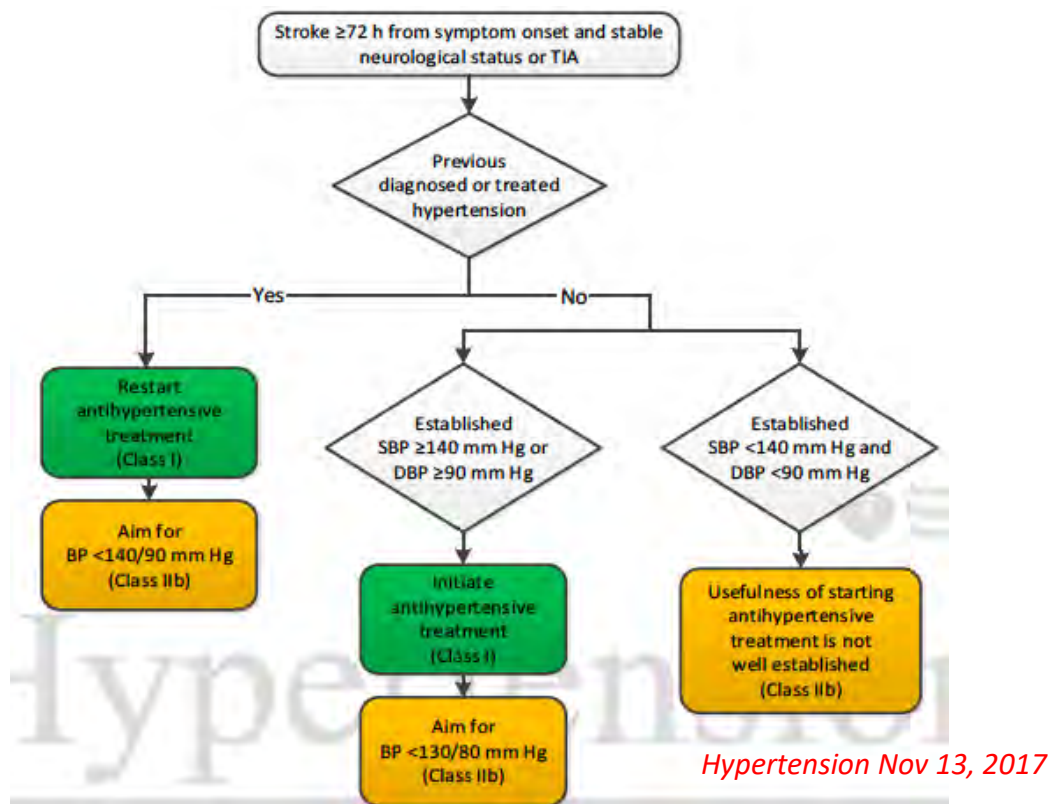 Stroke ≥72 h from symptom onset and stable
neurological status or TIA
Previous
diagnosed or treated
hypertension
Yes
No
Restart
antihypertensive
treatment
(Class I)
Aim for
BP <140/90 mm Hg
(Class IIb)
Established
SBP ≥140 mm Hg or
DBP ≥90 mm Hg
Initiate
antihypertensive
treatment
(Class I)
Aim for
BP <130/80 mm Hg
(Class IIb)
Established
SBP <140 mm Hg and
DBP <90 mm Hg
Usefulness of starting
antihypertensive
treatment is not
well established
(Class IIb)
Hypertension
Hypertension Nov 13, 2017